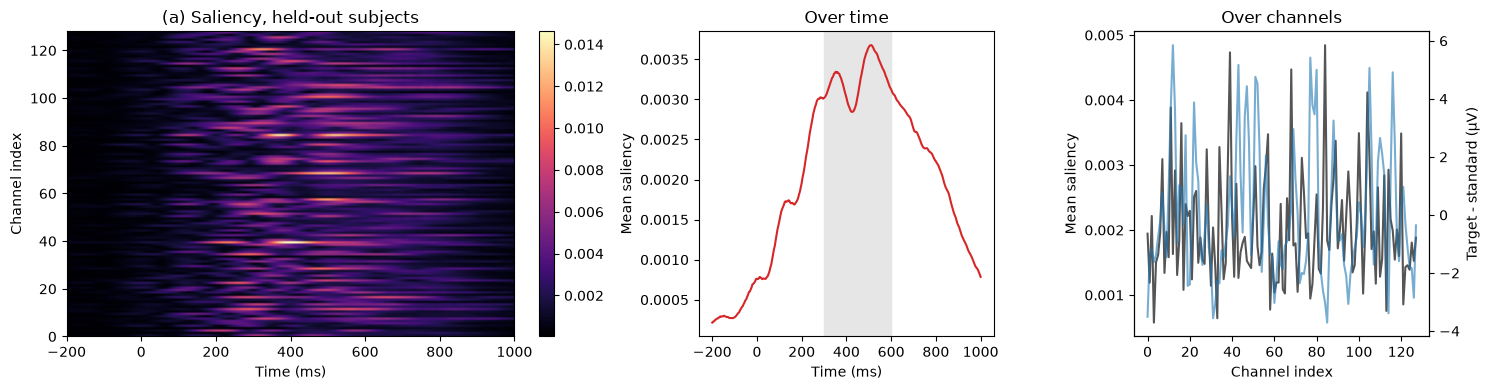 (a) Saliency, held-out subjects
120
100
80
60
40
20
0
Channel index
−200 0 200 400 600 800 1000
Time (ms)
0.014
0.012
0.010
0.008
0.006
0.004
0.002
Over time
0.0035
0.0030
0.0025
0.0020
0.0015
0.0010
0.0005
Mean saliency
−200 0 200 400 600 800 1000
Time (ms)
Over channels
0.005
0.004
0.003
0.002
0.001
Mean saliency
0 20 40 60 80 100 120
Channel index
6
4
2
0
−2
−4
Target - standard (μV)